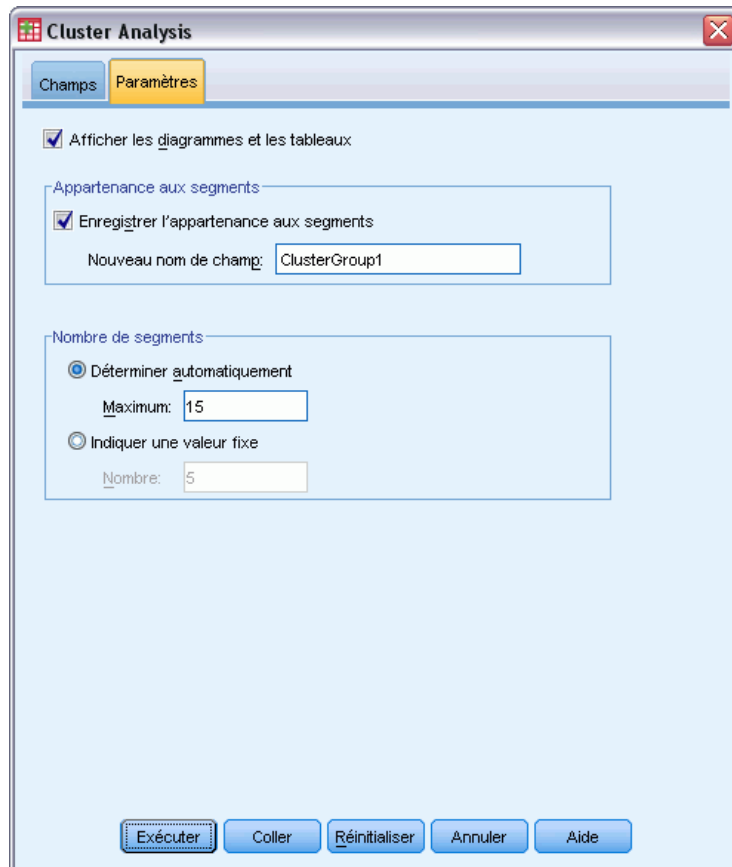 Cluster Analysis
Champs Paramètres
Afficher les diagrammes et les tableaux
Appartenance aux segments
Enregistrer l'appartenance aux segments
Nouveau nom de champ: ClusterGroup1
Nombre de segments
Déterminer automatiquement
Maximum: 15
Indiquer une valeur fixe
Nombre: 5
Exécuter Coller Réinitialiser Annuler Aide